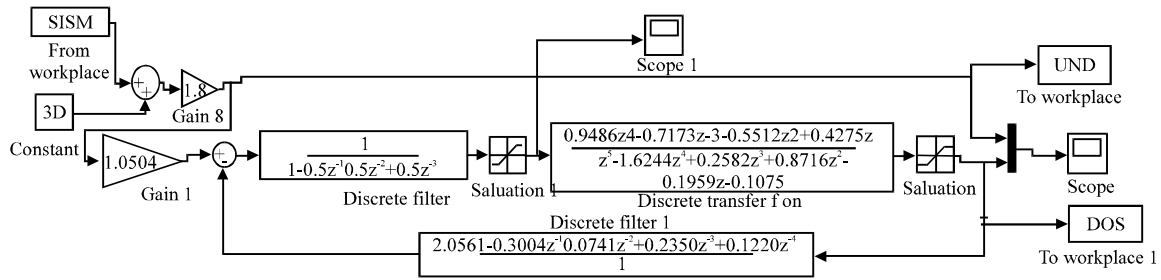 SISM
From
workplace
3D
Constant
1.8
Gain 8
1.0504
Gain 1
1
1-0.5z⁻¹0.5z⁻²+0.5z⁻³
Discrete filter
Saluation 1
Scope 1
0.9486z4-0.7173z-3-0.5512z2+0.4275z
z⁵-1.6244z⁴+0.2582z³+0.8716z²-
0.1959z-0.1075
Discrete transfer f on
Saluation
UND
To workplace
Scope
DOS
To workplace 1
Discrete filter 1
2.0561-0.3004z⁻¹0.0741z⁻²+0.2350z⁻³+0.1220z⁻⁴
1